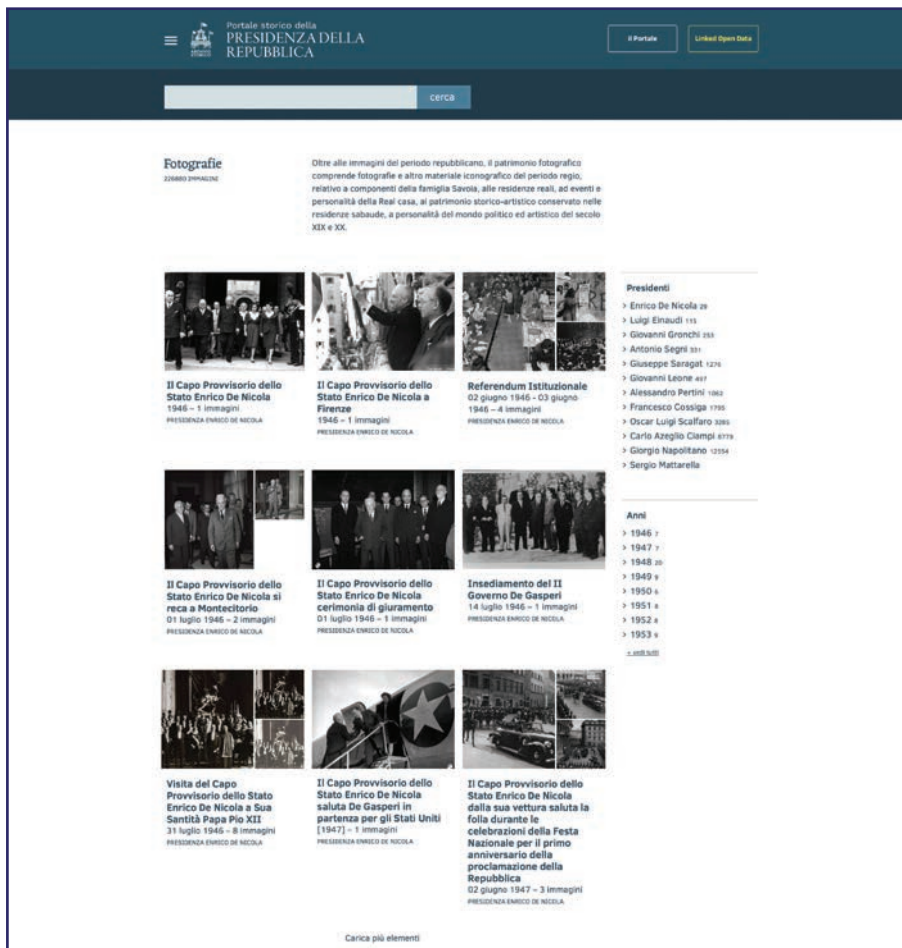 Portale storico della
PRESIDENZA DELLA
REPUBBLICA
il Portale
Linked Open Data
cerca
Fotografie
226880 IMMAGINI
Oltre alle immagini del periodo repubblicano, il patrimonio fotografico
comprende fotografie e altro materiale iconografico del periodo regio,
relativo a componenti della famiglia Savoia, alle residenze reali, ad eventi e
personalità della Real casa, al patrimonio storico-artistico conservato nelle
residenze sabaude, a personalità del mondo politico ed artistico del secolo
XIX e XX.
Il Capo Provvisorio dello
Stato Enrico De Nicola
1946 – 1 immagini
PRESIDENZA ENRICO DE NICOLA
Il Capo Provvisorio dello
Stato Enrico De Nicola a
Firenze
1946 – 1 immagini
PRESIDENZA ENRICO DE NICOLA
Referendum Istituzionale
02 giugno 1946 - 03 giugno
1946 – 4 immagini
PRESIDENZA ENRICO DE NICOLA
Il Capo Provvisorio dello
Stato Enrico De Nicola si
reca a Montecitorio
01 luglio 1946 – 2 immagini
PRESIDENZA ENRICO DE NICOLA
Il Capo Provvisorio dello
Stato Enrico De Nicola
cerimonia di giuramento
01 luglio 1946 – 1 immagini
PRESIDENZA ENRICO DE NICOLA
Insediamento del II
Governo De Gasperi
14 luglio 1946 – 1 immagini
PRESIDENZA ENRICO DE NICOLA
Visita del Capo
Provvisorio dello Stato
Enrico De Nicola a Sua
Santità Papa Pio XII
31 luglio 1946 – 8 immagini
PRESIDENZA ENRICO DE NICOLA
Il Capo Provvisorio dello
Stato Enrico De Nicola
saluta De Gasperi in
partenza per gli Stati Uniti
[1947] – 1 immagini
PRESIDENZA ENRICO DE NICOLA
Il Capo Provvisorio dello
Stato Enrico De Nicola
dalla sua vettura saluta la
folla durante le
celebrazioni della Festa
Nazionale per il primo
anniversario della
proclamazione della
Repubblica
02 giugno 1947 – 3 immagini
PRESIDENZA ENRICO DE NICOLA
Carica più elementi
Presidenti
> Enrico De Nicola 29
> Luigi Einaudi 115
> Giovanni Gronchi 253
> Antonio Segni 331
> Giuseppe Saragat 1276
> Giovanni Leone
> Alessandro Pertini
> Francesco Cossiga 1795
> Oscar Luigi Scalfaro
> Carlo Azeglio Ciampi
> Giorgio Napolitano 12554
> Sergio Mattarella
Anni
> 1946 7
> 1947 7
> 1948 20
> 1949 9
> 1950
> 1951
> 1952
> 1953
+ vedi tutti